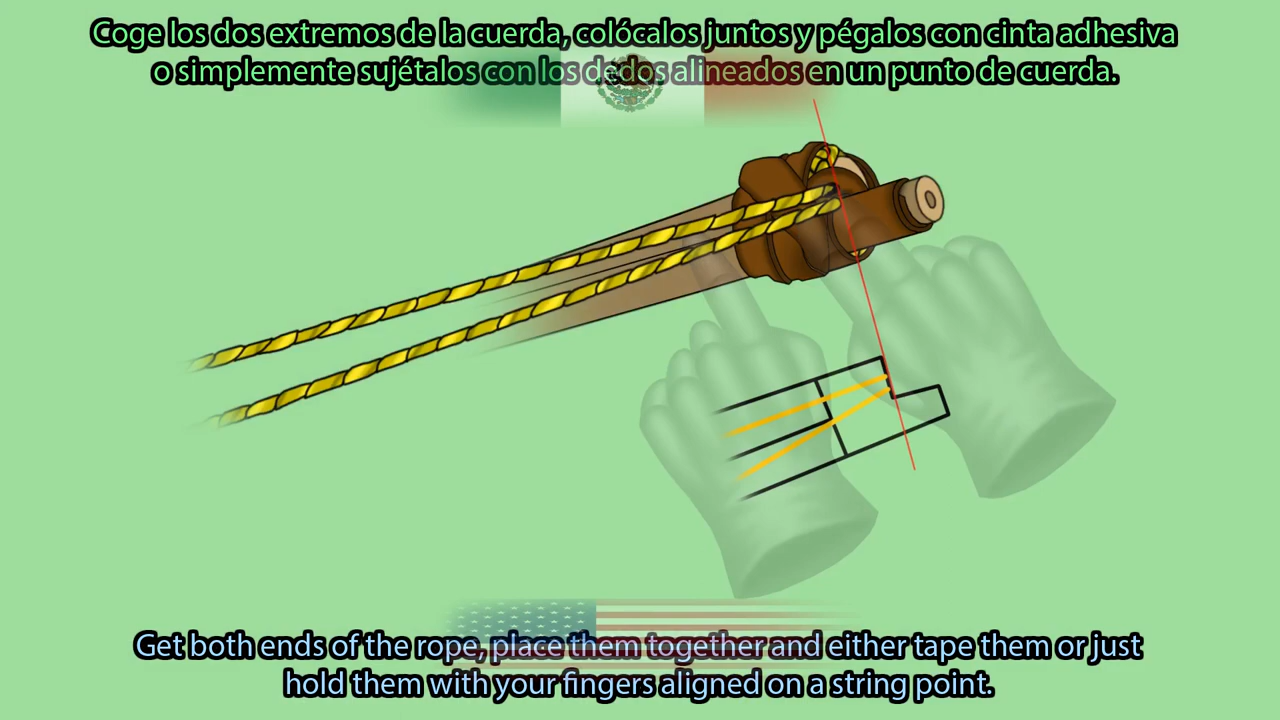 Coge los dos extremos de la cuerda, colócalos juntos y pégalos con cinta adhesiva
o simplemente sujétalos con los dedos alineados en un punto de cuerda.
Get both ends of the rope, place them together and either tape them or just
hold them with your fingers aligned on a string point.